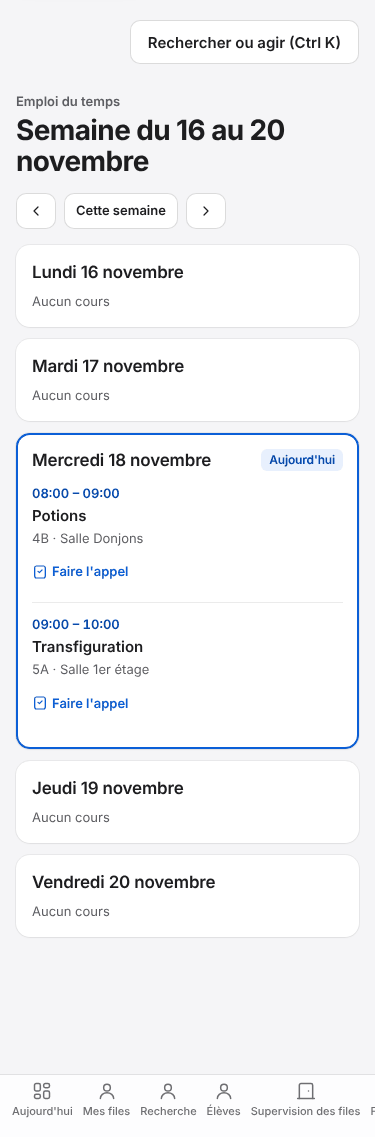 Rechercher ou agir (Ctrl K)
Emploi du temps
Semaine du 16 au 20
novembre
Cette semaine
Lundi 16 novembre
Aucun cours
Mardi 17 novembre
Aucun cours
Mercredi 18 novembre
Aujourd'hui
08:00 – 09:00
Potions
4B · Salle Donjons
Faire l'appel
09:00 – 10:00
Transfiguration
5A · Salle 1er étage
Faire l'appel
Jeudi 19 novembre
Aucun cours
Vendredi 20 novembre
Aucun cours
Aujourd'hui
Mes files
Recherche
Élèves
Supervision des files